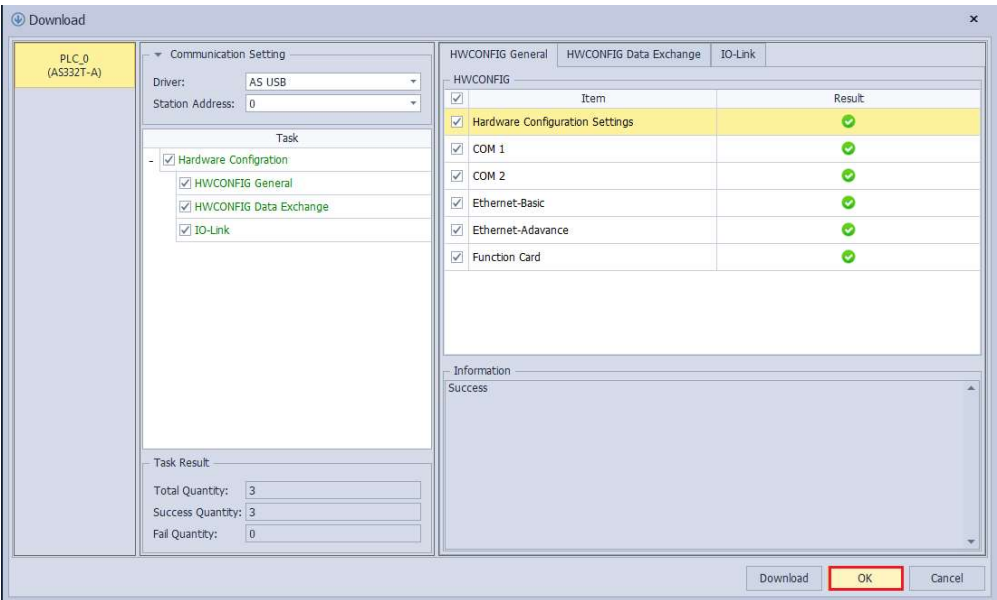 Download
PLC_0
(AS332T-A)
Communication Setting
Driver: AS USB
Station Address: 0
Task
Hardware Configration
HWCONFIG General
HWCONFIG Data Exchange
IO-Link
Task Result
Total Quantity: 3
Success Quantity: 3
Fail Quantity: 0
HWCONFIG General HWCONFIG Data Exchange IO-Link
HWCONFIG
Item Result
Hardware Configuration Settings
COM 1
COM 2
Ethernet-Basic
Ethernet-Adavance
Function Card
Information
Success
Download OK Cancel